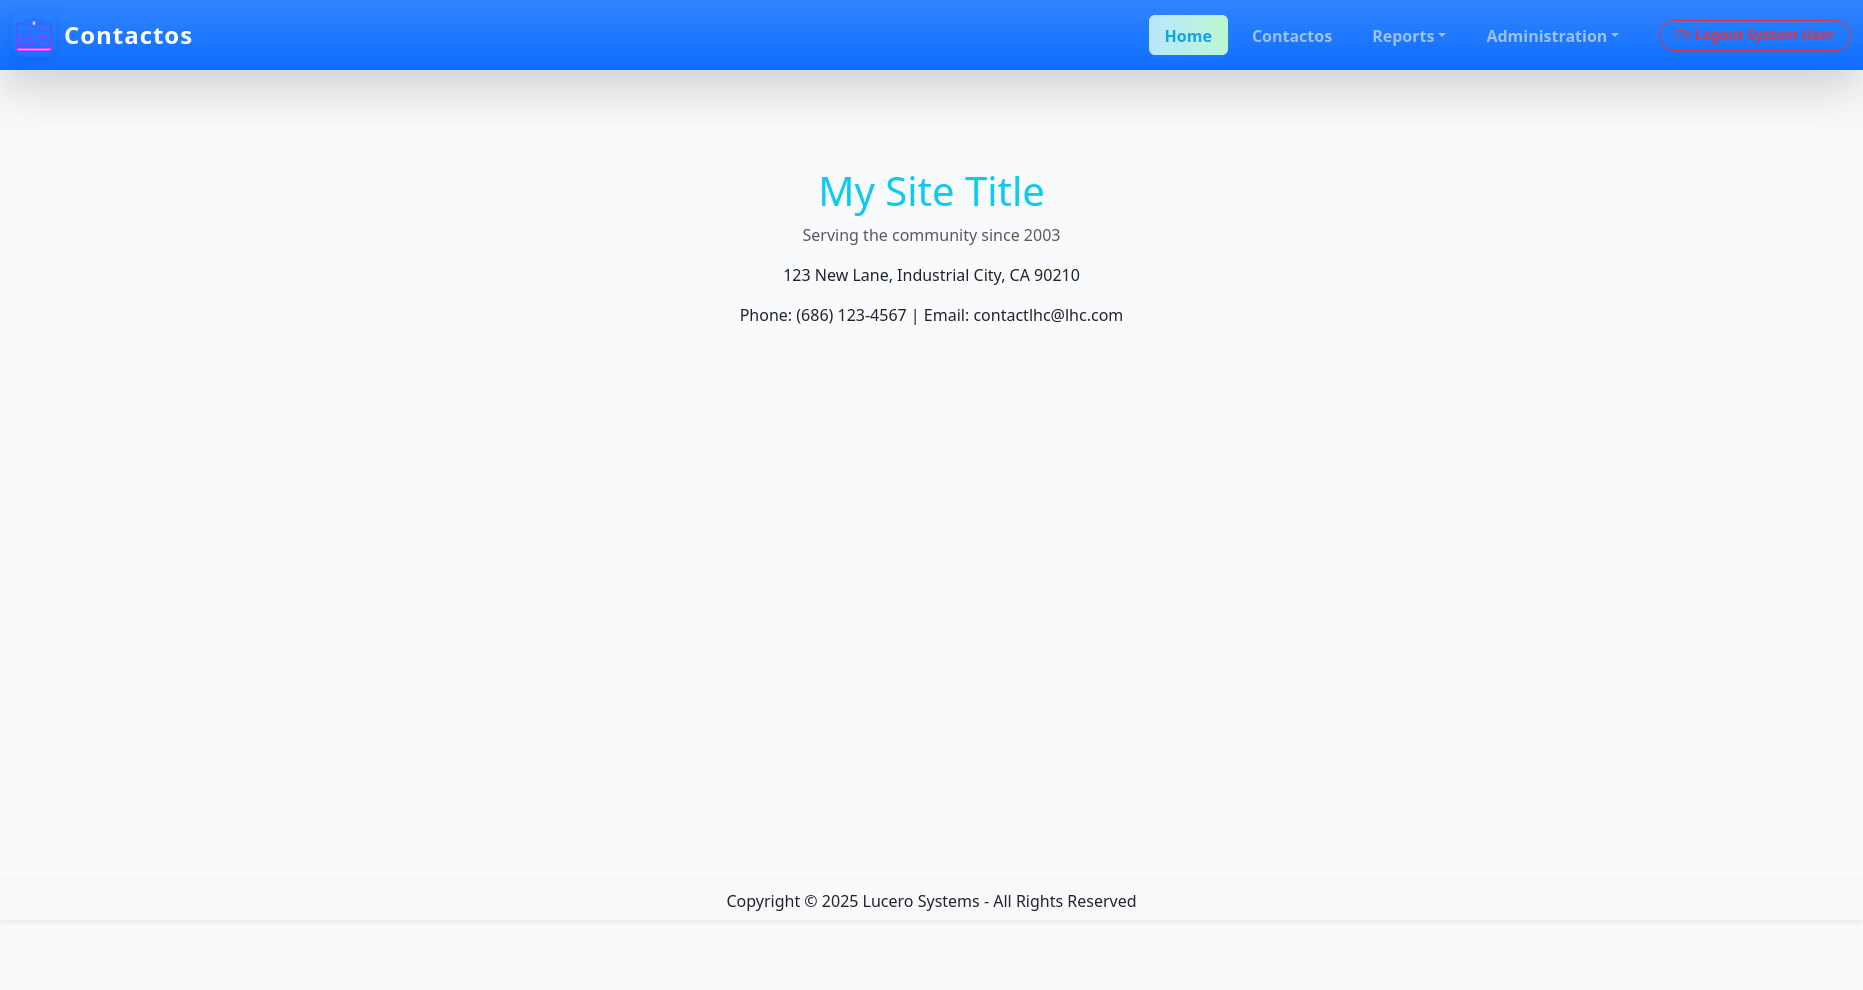 Contactos
Home Contactos Reports Administration Logout System User
My Site Title
Serving the community since 2003
123 New Lane, Industrial City, CA 90210
Phone: (686) 123-4567 | Email: contactlhc@lhc.com
Copyright © 2025 Lucero Systems - All Rights Reserved